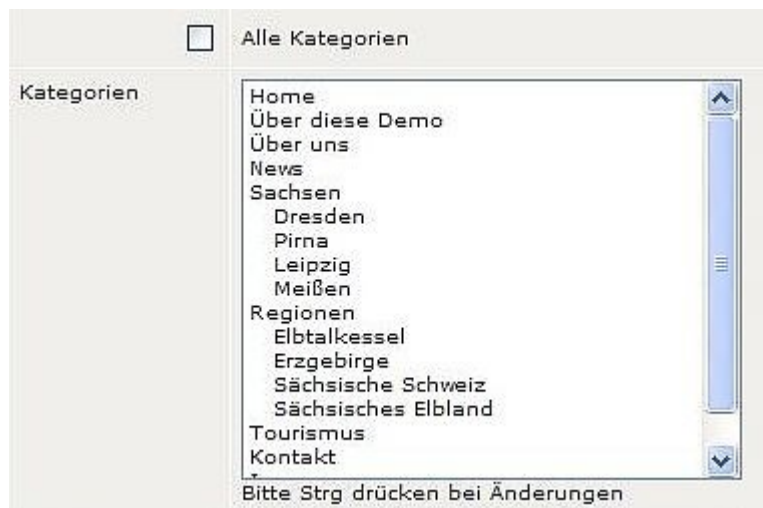 Alle Kategorien
Kategorien
Home
Über diese Demo
Über uns
News
Sachsen
Dresden
Pirna
Leipzig
Meißen
Regionen
Elbtalkessel
Erzgebirge
Sächsische Schweiz
Sächsisches Elbland
Tourismus
Kontakt
Bitte Strg drücken bei Änderungen